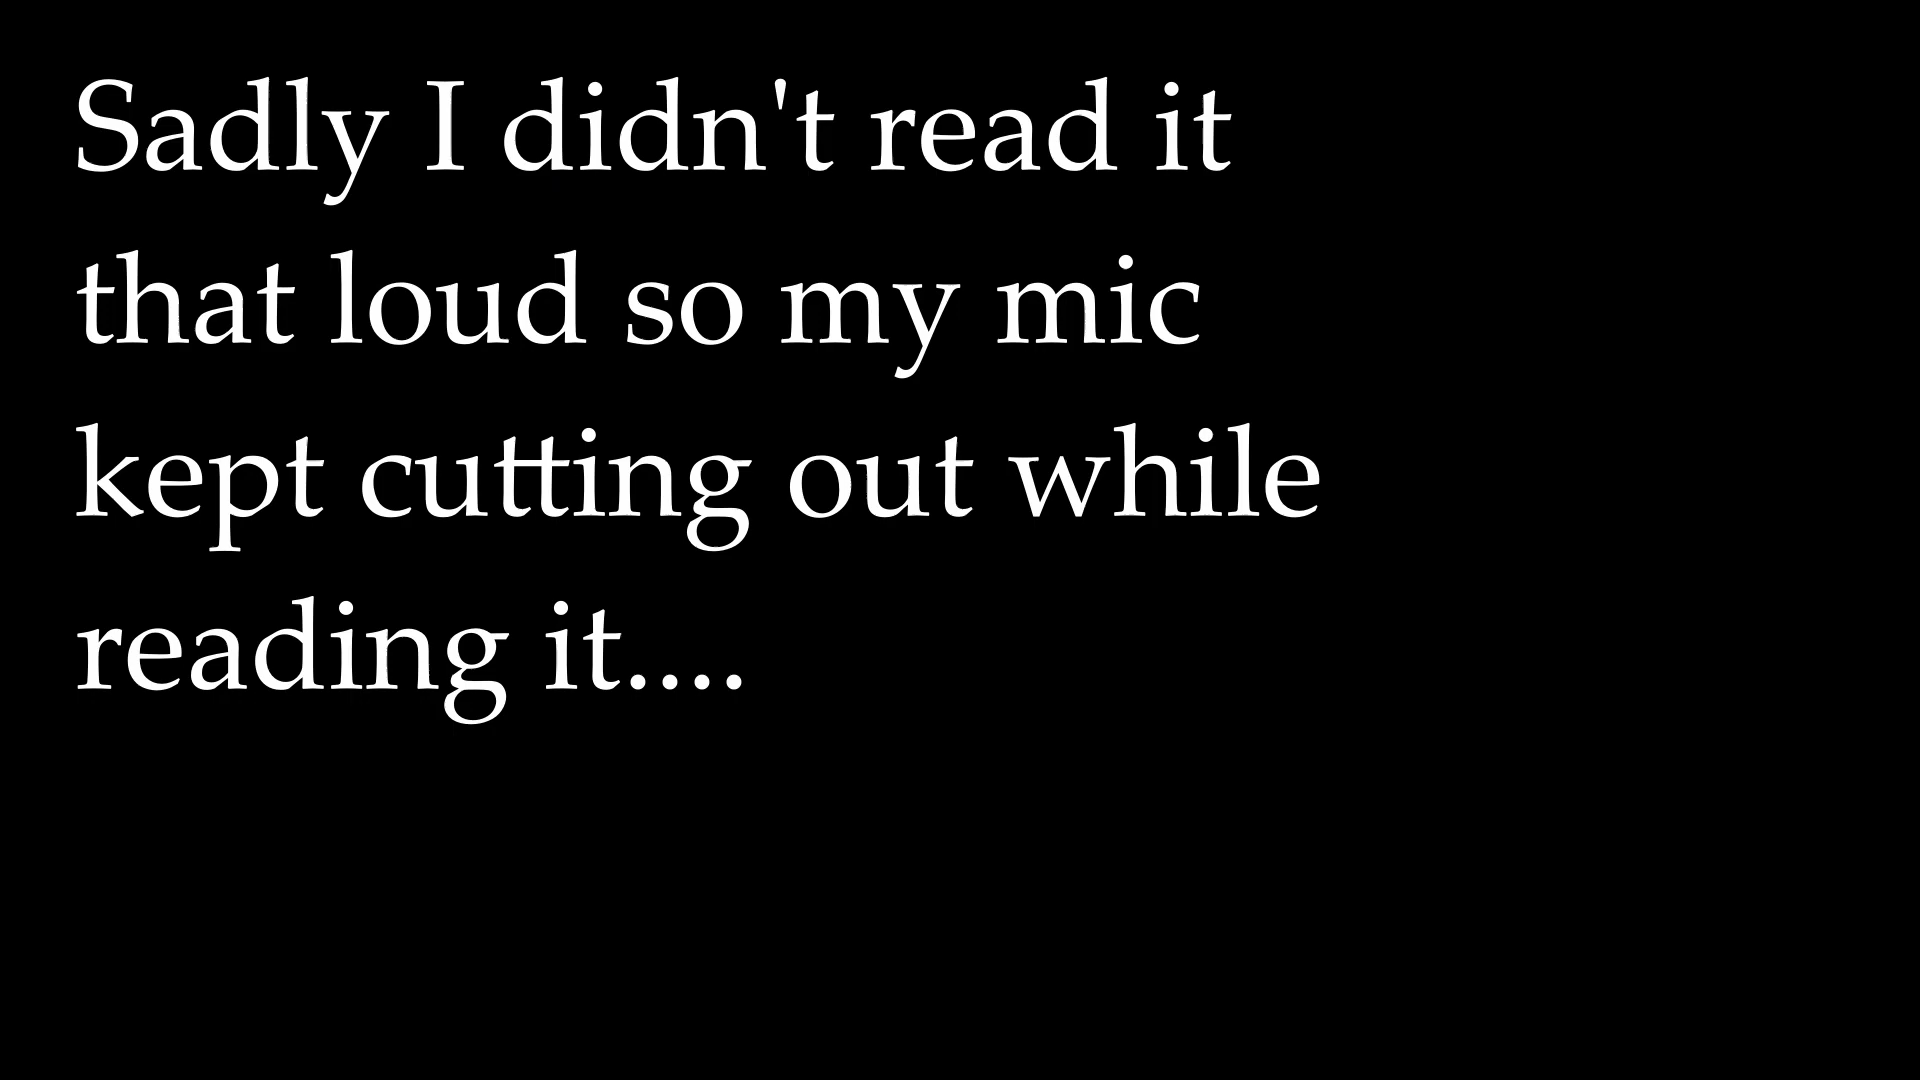 Sadly I didn't read it
that loud so my mic
kept cutting out while
reading it....